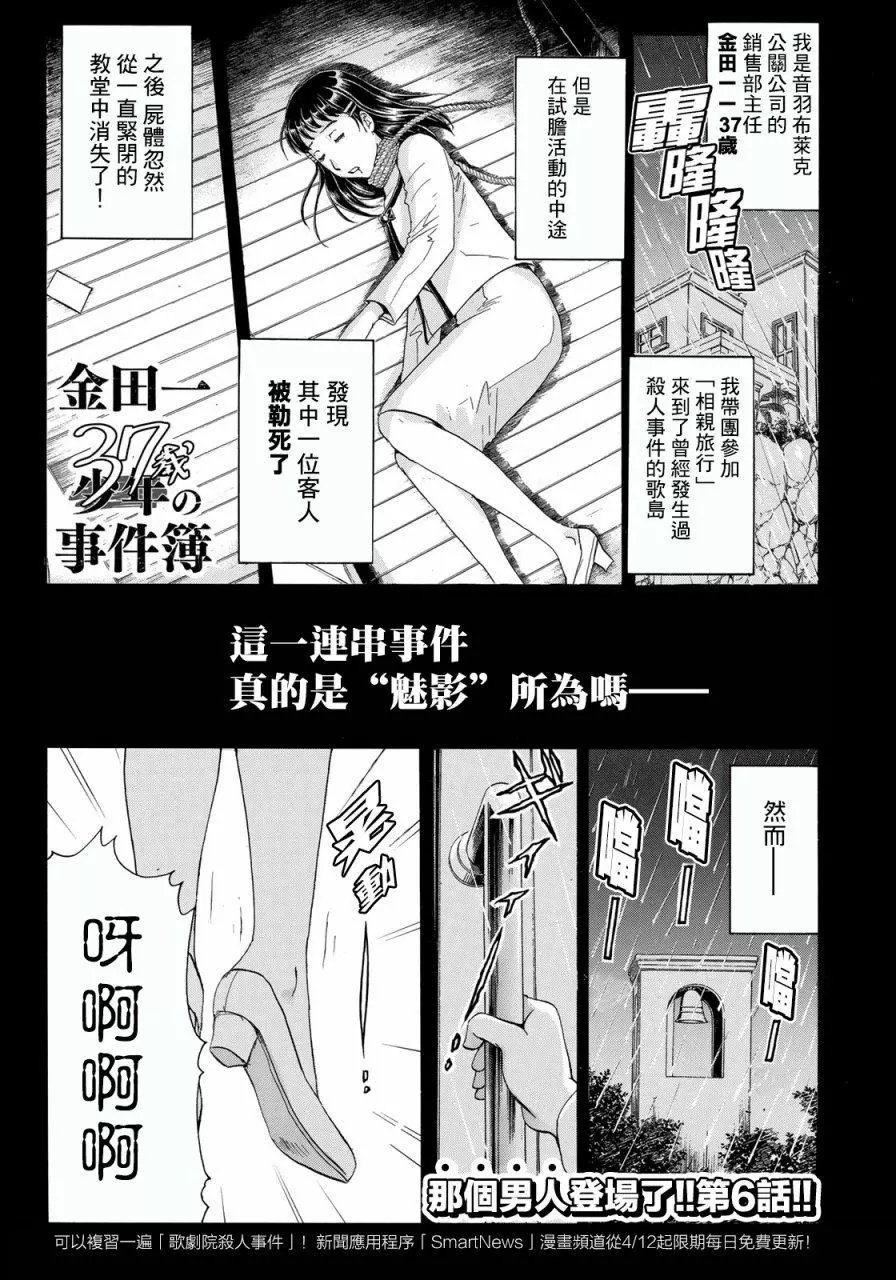 我是音羽布萊克
公關公司的
銷售部主任
金田一一37歲
轟隆隆隆
我帶團參加
「相親旅行」
來到了曾經發生過
殺人事件的歌島
但是
在試膽活動的中途
發現
其中一位客人
被勒死了
之後 屍體忽然
從一直緊閉的
教堂中消失了！
金田一
37歲
少年の
事件簿
這一連串事件
真的是“魅影”所為嗎——
然而——
噹
噹
噹
噹
ギ
晃動
呀啊啊啊
那個男人登場了!!第6話!!
可以複習一遍「歌劇院殺人事件」！新聞應用程序「SmartNews」漫畫頻道從4/12起限期每日免費更新！